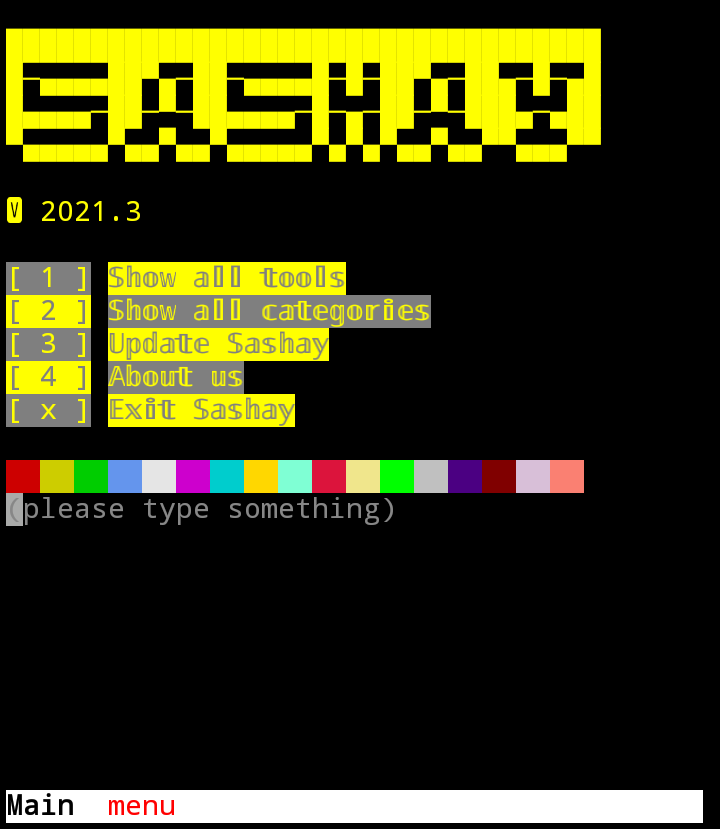 SASHAY
V 2021.3
[ 1 ] Show all tools
[ 2 ] Show all categories
[ 3 ] Update Sashay
[ 4 ] About us
[ x ] Exit Sashay
(please type something)
Main menu